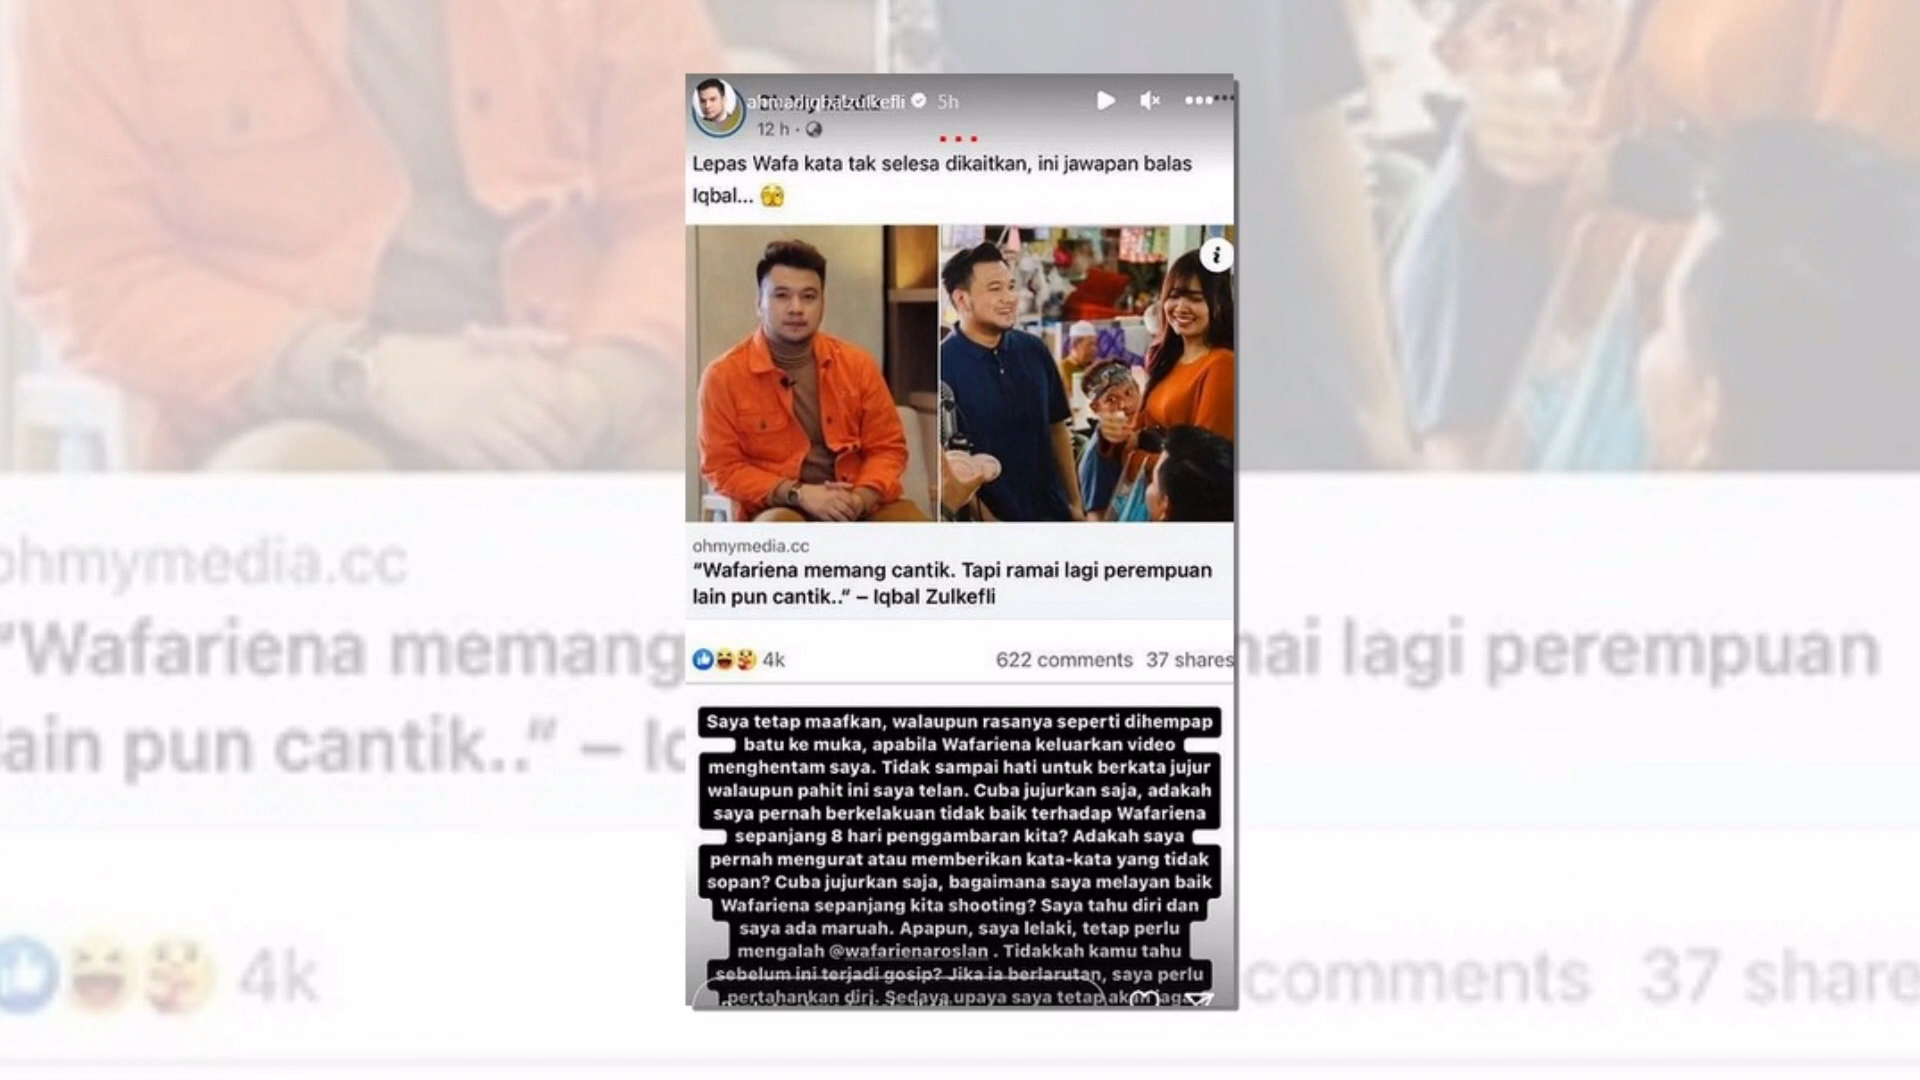 ahmadiqbalzulkefli 5h
12 h ·
Lepas Wafa kata tak selesa dikaitkan, ini jawapan balas
Iqbal...
ohmymedia.cc
“Wafariena memang cantik. Tapi ramai lagi perempuan
lain pun cantik..” – Iqbal Zulkefli
4k 622 comments 37 shares
Saya tetap maafkan, walaupun rasanya seperti dihempap
batu ke muka, apabila Wafariena keluarkan video
menghentam saya. Tidak sampai hati untuk berkata jujur
walaupun pahit ini saya telan. Cuba jujurkan saja, adakah
saya pernah berkelakuan tidak baik terhadap Wafariena
sepanjang 8 hari penggambaran kita? Adakah saya
pernah mengurat atau memberikan kata-kata yang tidak
sopan? Cuba jujurkan saja, bagaimana saya melayan baik
Wafariena sepanjang kita shooting? Saya tahu diri dan
saya ada maruah. Apapun, saya lelaki, tetap perlu
mengalah @wafarienaroslan . Tidakkah kamu tahu
sebelum ini terjadi gosip? Jika ia berlarutan, saya perlu
pertahankan diri. Sedaya upaya saya tetap akan jaga
ohmymedia.cc
“Wafariena memang
lain pun cantik..” –
mai lagi perempuan
4k
comments 37 share